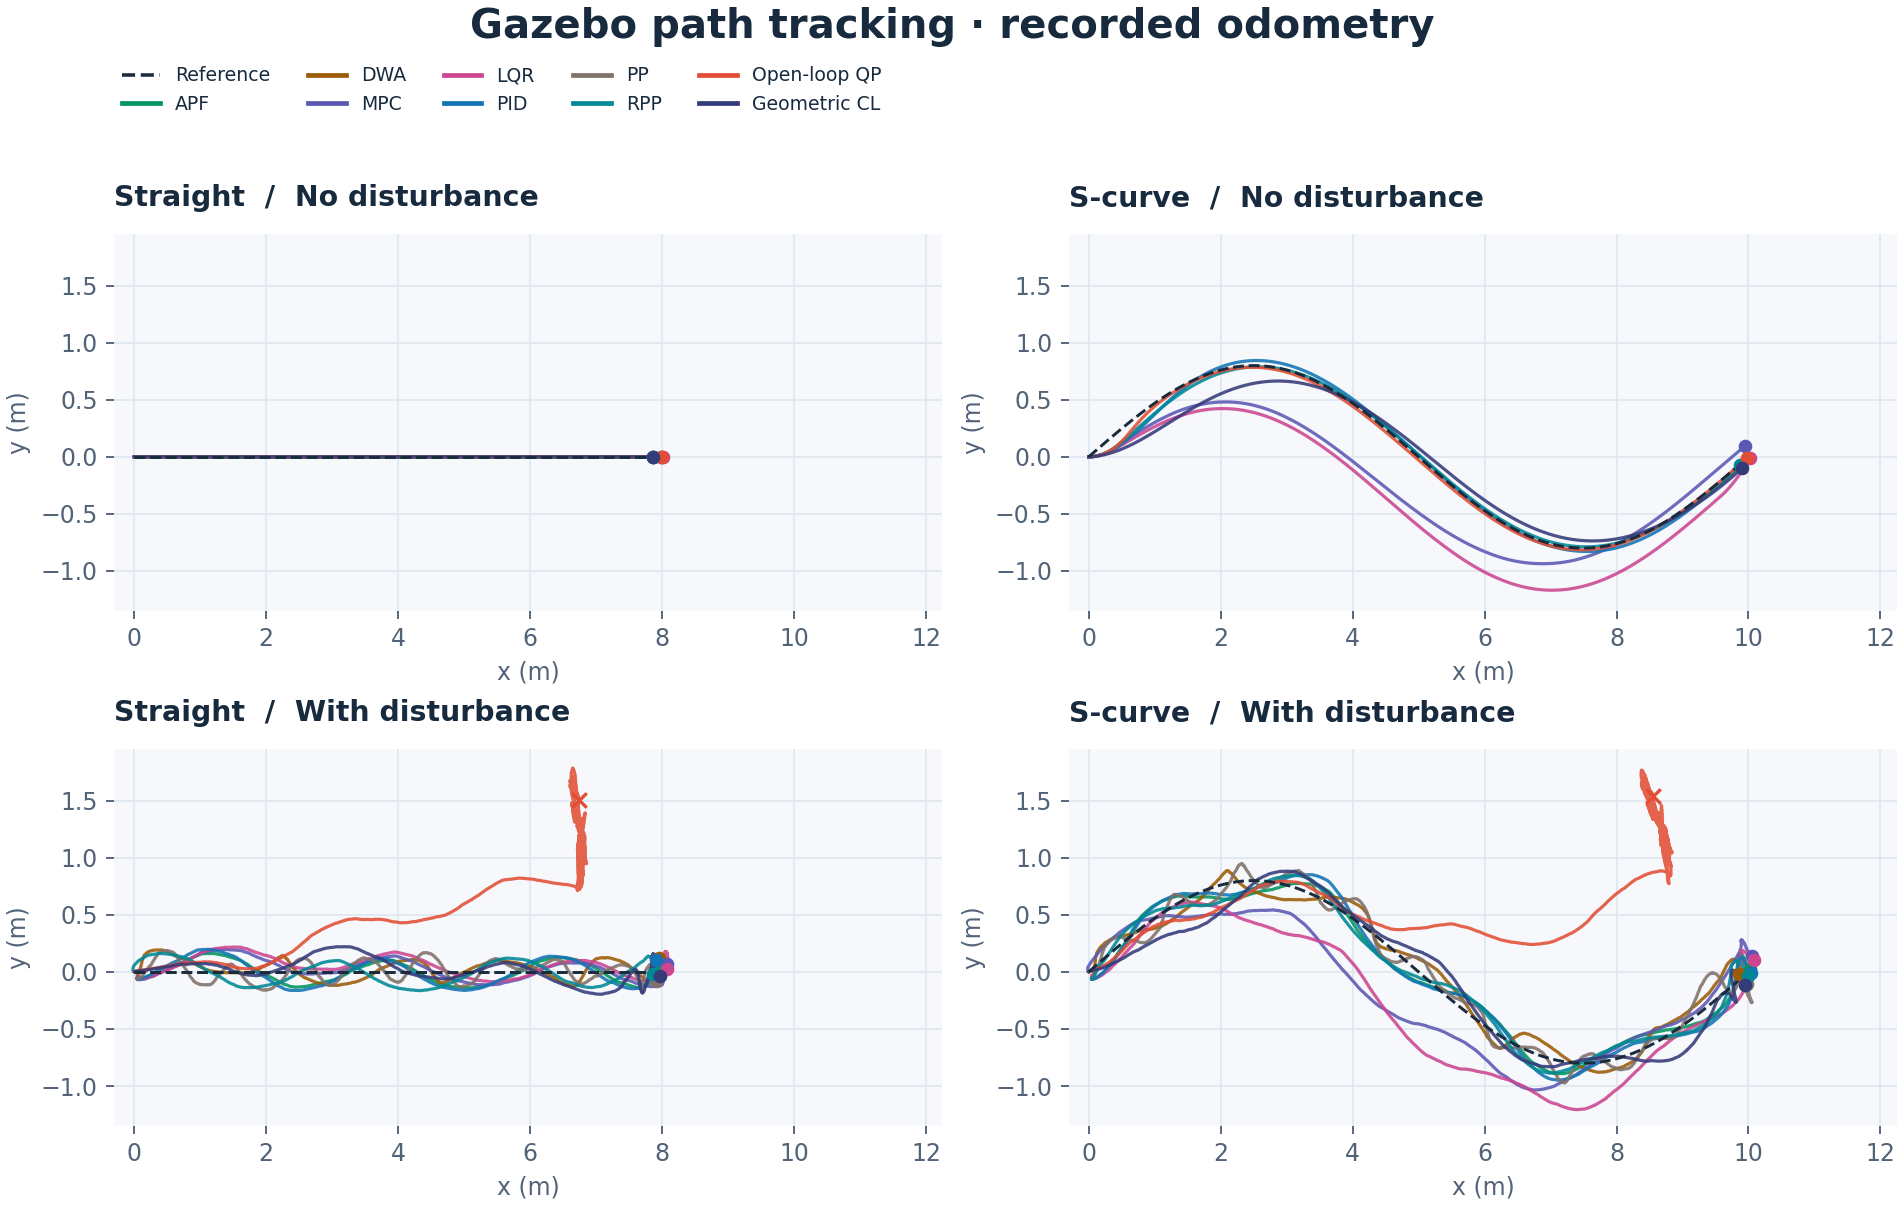 Gazebo path tracking · recorded odometry
Reference DWA LQR PP Open-loop QP
APF MPC PID RPP Geometric CL
Straight / No disturbance
1.5
1.0
0.5
0.0
−0.5
−1.0
y (m)
0 2 4 6 8 10 12
x (m)
S-curve / No disturbance
1.5
1.0
0.5
0.0
−0.5
−1.0
y (m)
0 2 4 6 8 10 12
x (m)
Straight / With disturbance
1.5
1.0
0.5
0.0
−0.5
−1.0
y (m)
0 2 4 6 8 10 12
x (m)
S-curve / With disturbance
1.5
1.0
0.5
0.0
−0.5
−1.0
y (m)
0 2 4 6 8 10 12
x (m)